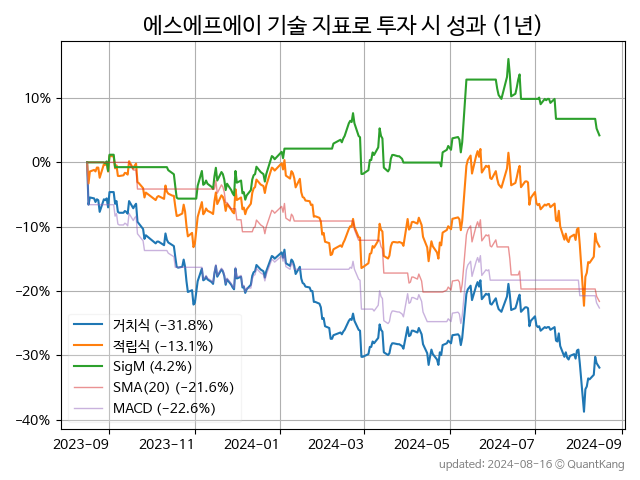 에스에프에이 기술 지표로 투자 시 성과 (1년)
10%
0%
−10%
−20%
−30%
−40%
거치식 (−31.8%)
적립식 (−13.1%)
SigM (4.2%)
SMA(20) (−21.6%)
MACD (−22.6%)
2023−09
2023−11
2024−01
2024−03
2024−05
2024−07
2024−09
updated: 2024−08−16 © QuantKang